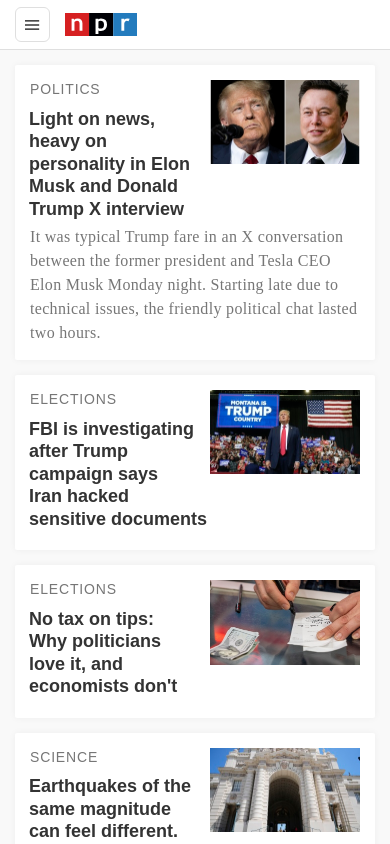 npr
POLITICS
Light on news,
heavy on
personality in Elon
Musk and Donald
Trump X interview
It was typical Trump fare in an X conversation
between the former president and Tesla CEO
Elon Musk Monday night. Starting late due to
technical issues, the friendly political chat lasted
two hours.
ELECTIONS
FBI is investigating
after Trump
campaign says
Iran hacked
sensitive documents
MONTANA IS
TRUMP
COUNTRY
ELECTIONS
No tax on tips:
Why politicians
love it, and
economists don't
SCIENCE
Earthquakes of the
same magnitude
can feel different.